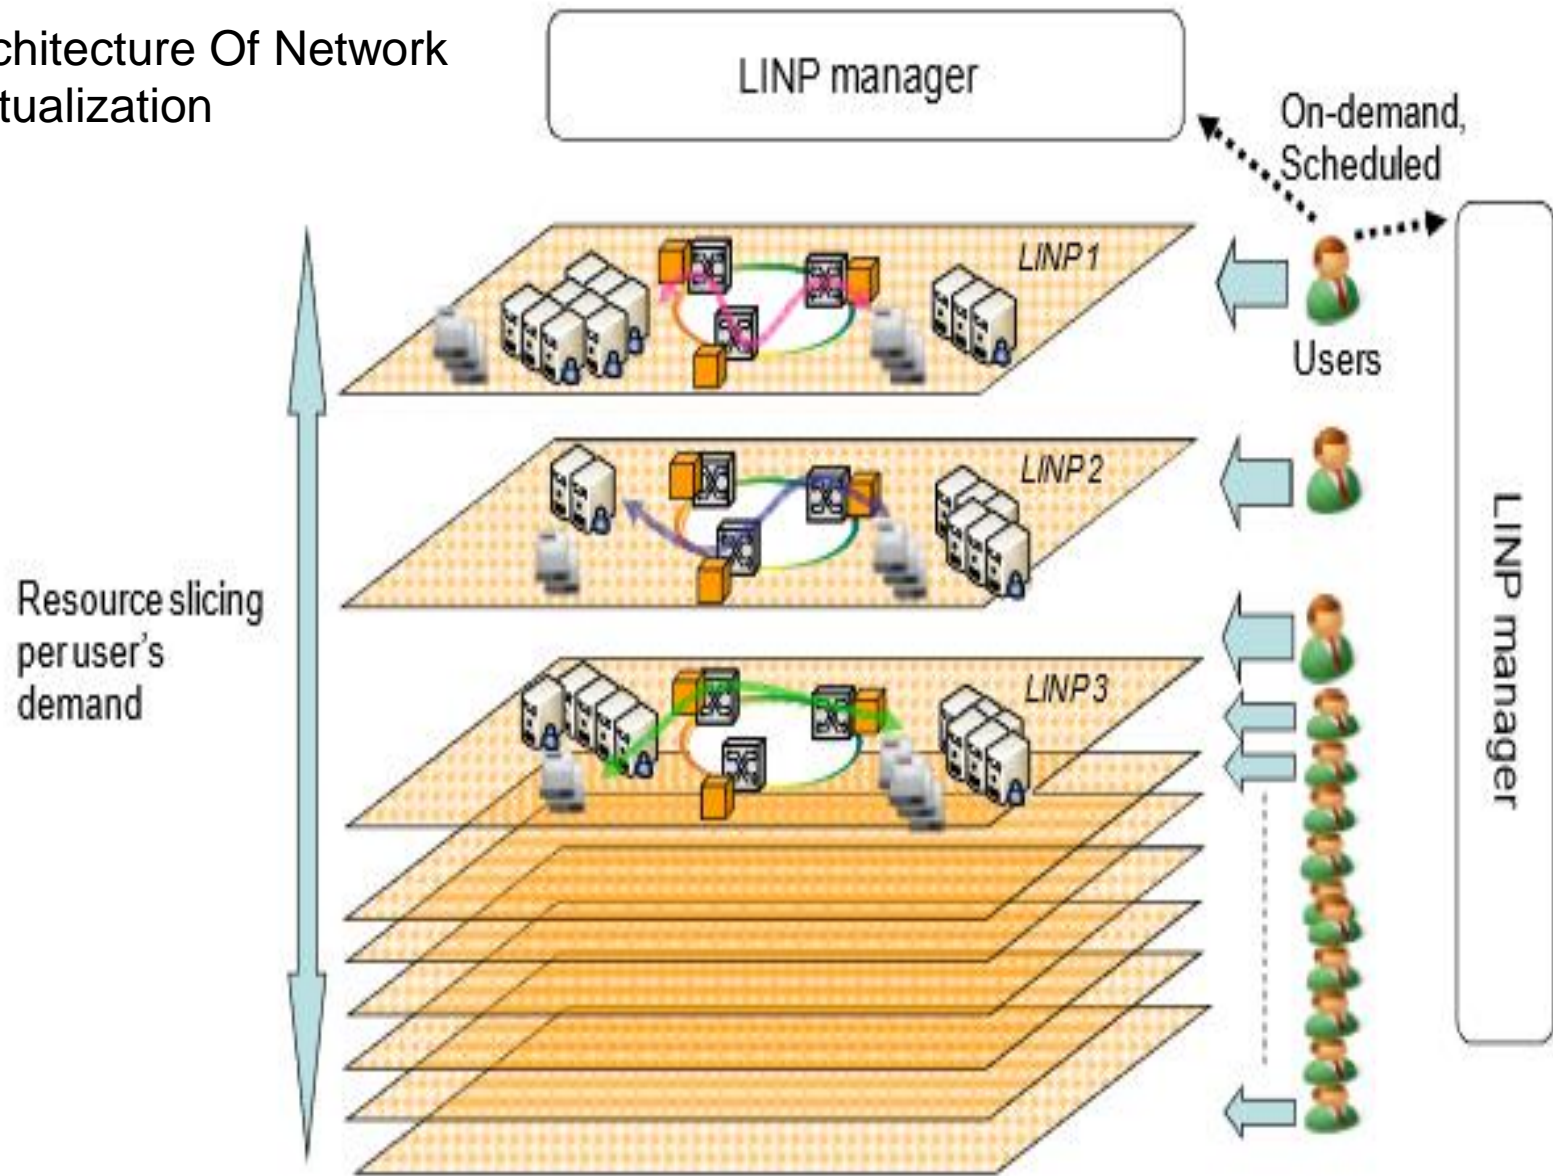 chitecture Of Network
tualization
LINP manager
On-demand,
Scheduled
LINP1
Users
LINP2
LINP manager
Resource slicing
per user's
demand
LINP3